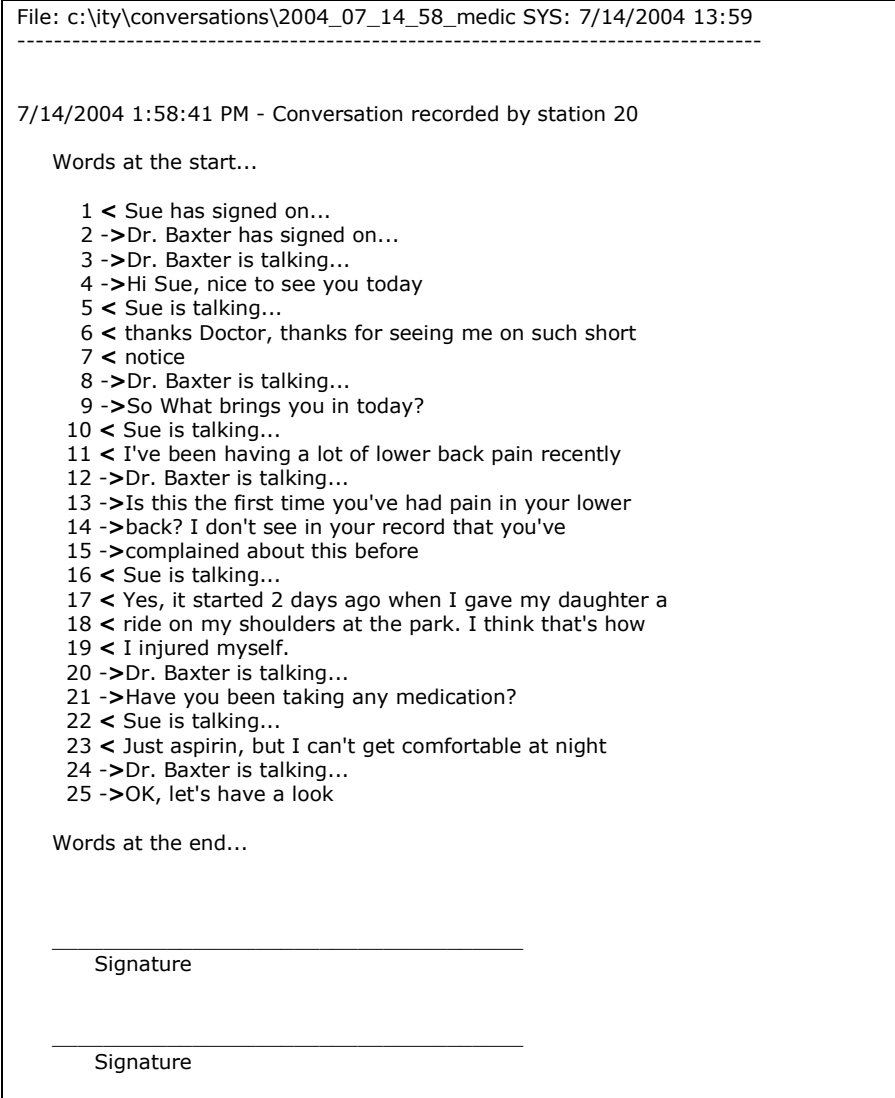 File: c:\ity\conversations\2004_07_14_58_medic SYS: 7/14/2004 13:59
--------------------------------------------------------------------------------
7/14/2004 1:58:41 PM - Conversation recorded by station 20
Words at the start...
1 < Sue has signed on...
2 ->Dr. Baxter has signed on...
3 ->Dr. Baxter is talking...
4 ->Hi Sue, nice to see you today
5 < Sue is talking...
6 < thanks Doctor, thanks for seeing me on such short
7 < notice
8 ->Dr. Baxter is talking...
9 ->So What brings you in today?
10 < Sue is talking...
11 < I've been having a lot of lower back pain recently
12 ->Dr. Baxter is talking...
13 ->Is this the first time you've had pain in your lower
14 ->back? I don't see in your record that you've
15 ->complained about this before
16 < Sue is talking...
17 < Yes, it started 2 days ago when I gave my daughter a
18 < ride on my shoulders at the park. I think that's how
19 < I injured myself.
20 ->Dr. Baxter is talking...
21 ->Have you been taking any medication?
22 < Sue is talking...
23 < Just aspirin, but I can't get comfortable at night
24 ->Dr. Baxter is talking...
25 ->OK, let's have a look
Words at the end...
Signature
Signature